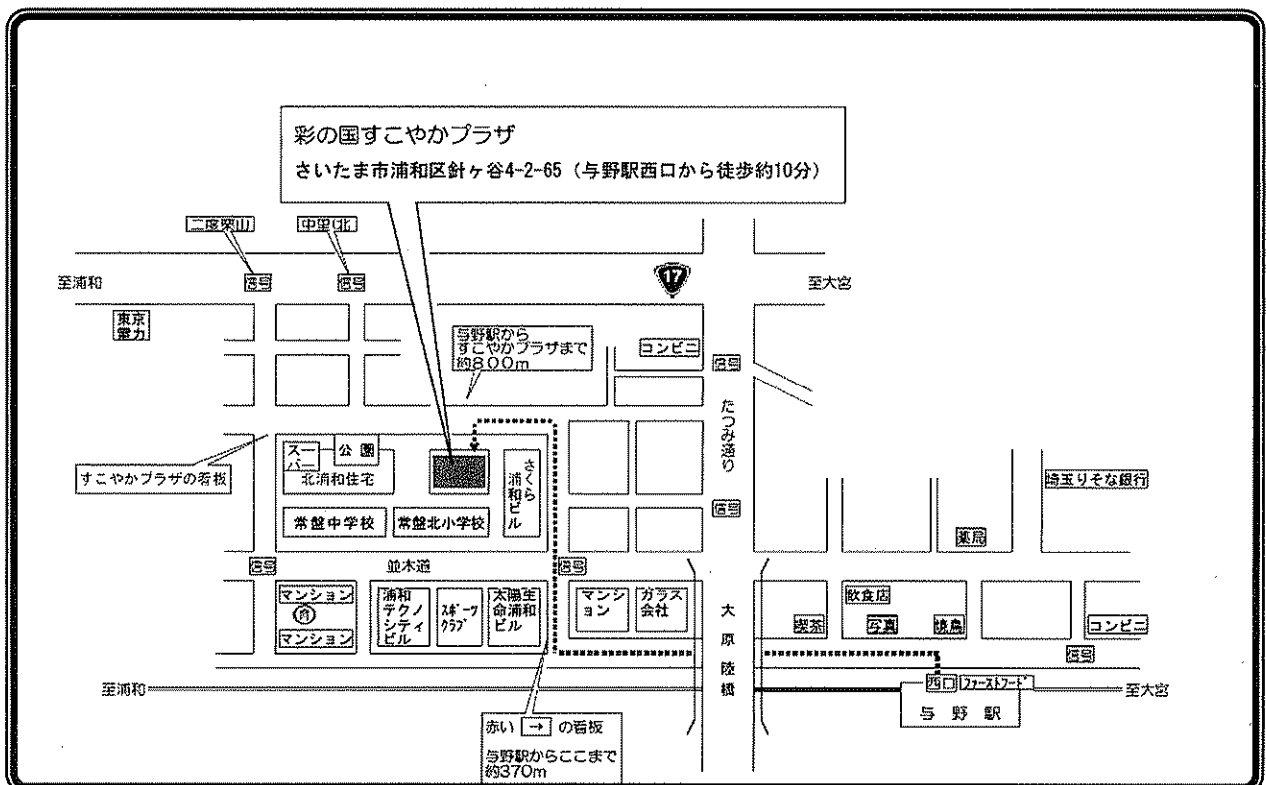 彩の国すこやかプラザ
さいたま市浦和区針ヶ谷4-2-65（与野駅西口から徒歩約10分）
二度栗山
中里北
至浦和
信号
信号
17
至大宮
東京
電力
与野駅から
すこやかプラザまで
約800m
コンビニ
信号
たつみ通り
すこやかプラザの看板
スーパー
公園
北浦和住宅
さくら浦和ビル
埼玉りそな銀行
常盤中学校
常盤北小学校
信号
薬局
信号
並木道
信号
マンション
マンション
浦和
テクノ
シティ
ビル
スポーツ
クラブ
太陽生
命浦和
ビル
マンシ
ョン
ガラス
会社
大原陸橋
飲食店
喫茶
写真
焼鳥
コンビニ
信号
至浦和
西口
ファーストフード
至大宮
与野駅
赤い → の看板
与野駅からここまで
約370m